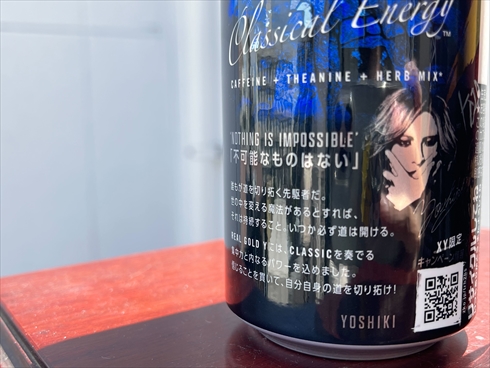 Classical Energy™
CAFFEINE + THEANINE + HERB MIX*
'NOTHING IS IMPOSSIBLE'
「不可能なものはない」
誰もが道を切り拓く先駆者だ。
世の中を変える魔法があるとすれば、
それは持続すること。いつか必ず道は開ける。
REAL GOLD Yには、CLASSICを奏でる
集中力と内なるパワーを込めました。
信じることを貫いて、自分自身の道を切り拓け!
YOSHIKI
XY限定
キャンペーン